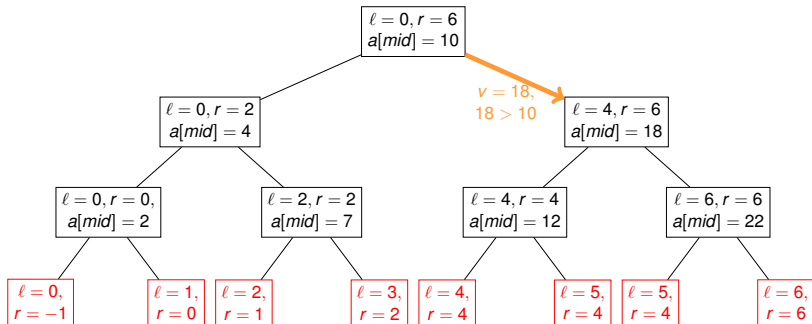 ℓ = 0, r = 6
a[mid] = 10
v = 18,
18 > 10
ℓ = 0, r = 2
a[mid] = 4
ℓ = 4, r = 6
a[mid] = 18
ℓ = 0, r = 0,
a[mid] = 2
ℓ = 2, r = 2
a[mid] = 7
ℓ = 4, r = 4
a[mid] = 12
ℓ = 6, r = 6
a[mid] = 22
ℓ = 0,
r = −1
ℓ = 1,
r = 0
ℓ = 2,
r = 1
ℓ = 3,
r = 2
ℓ = 4,
r = 4
ℓ = 5,
r = 4
ℓ = 5,
r = 4
ℓ = 6,
r = 6